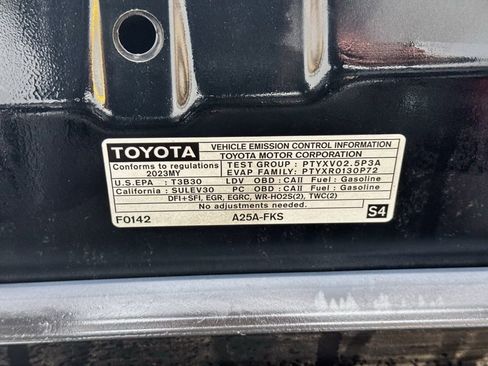 TOYOTA VEHICLE EMISSION CONTROL INFORMATION
TOYOTA MOTOR CORPORATION
Conforms to regulations TEST GROUP : PTYXV02.5P3A
2023MY EVAP FAMILY: PTYXR0130P72
U.S.EPA : T3B30 LDV OBD : CAII Fuel : Gasoline
California : SULEV30 PC OBD : CAII Fuel : Gasoline
DFI+SFI, EGR, EGRC, WR-HO2S(2), TWC(2)
No adjustments needed.
F0142 A25A-FKS S4